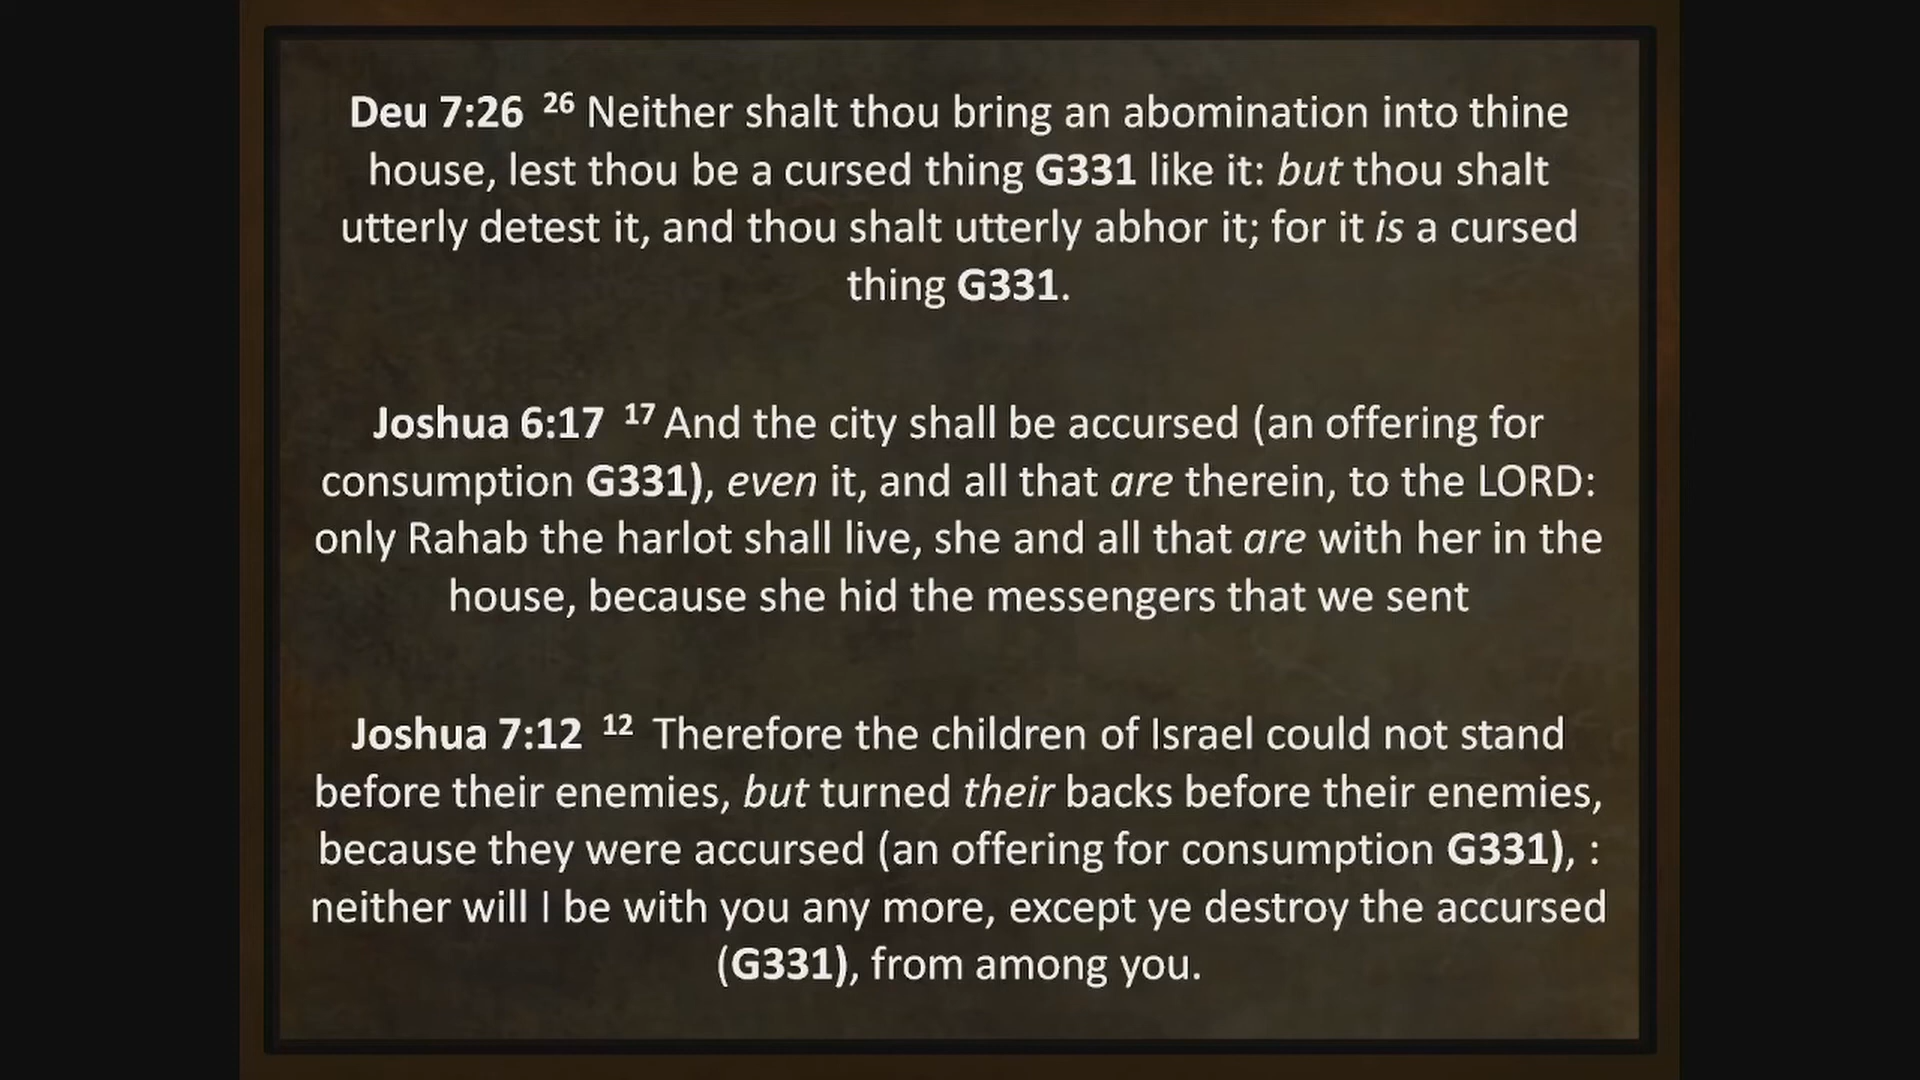 Deu 7:26 26 Neither shalt thou bring an abomination into thine
house, lest thou be a cursed thing G331 like it: but thou shalt
utterly detest it, and thou shalt utterly abhor it; for it is a cursed
thing G331.
Joshua 6:17 17 And the city shall be accursed (an offering for
consumption G331), even it, and all that are therein, to the LORD:
only Rahab the harlot shall live, she and all that are with her in the
house, because she hid the messengers that we sent
Joshua 7:12 12 Therefore the children of Israel could not stand
before their enemies, but turned their backs before their enemies,
because they were accursed (an offering for consumption G331), :
neither will I be with you any more, except ye destroy the accursed
(G331), from among you.